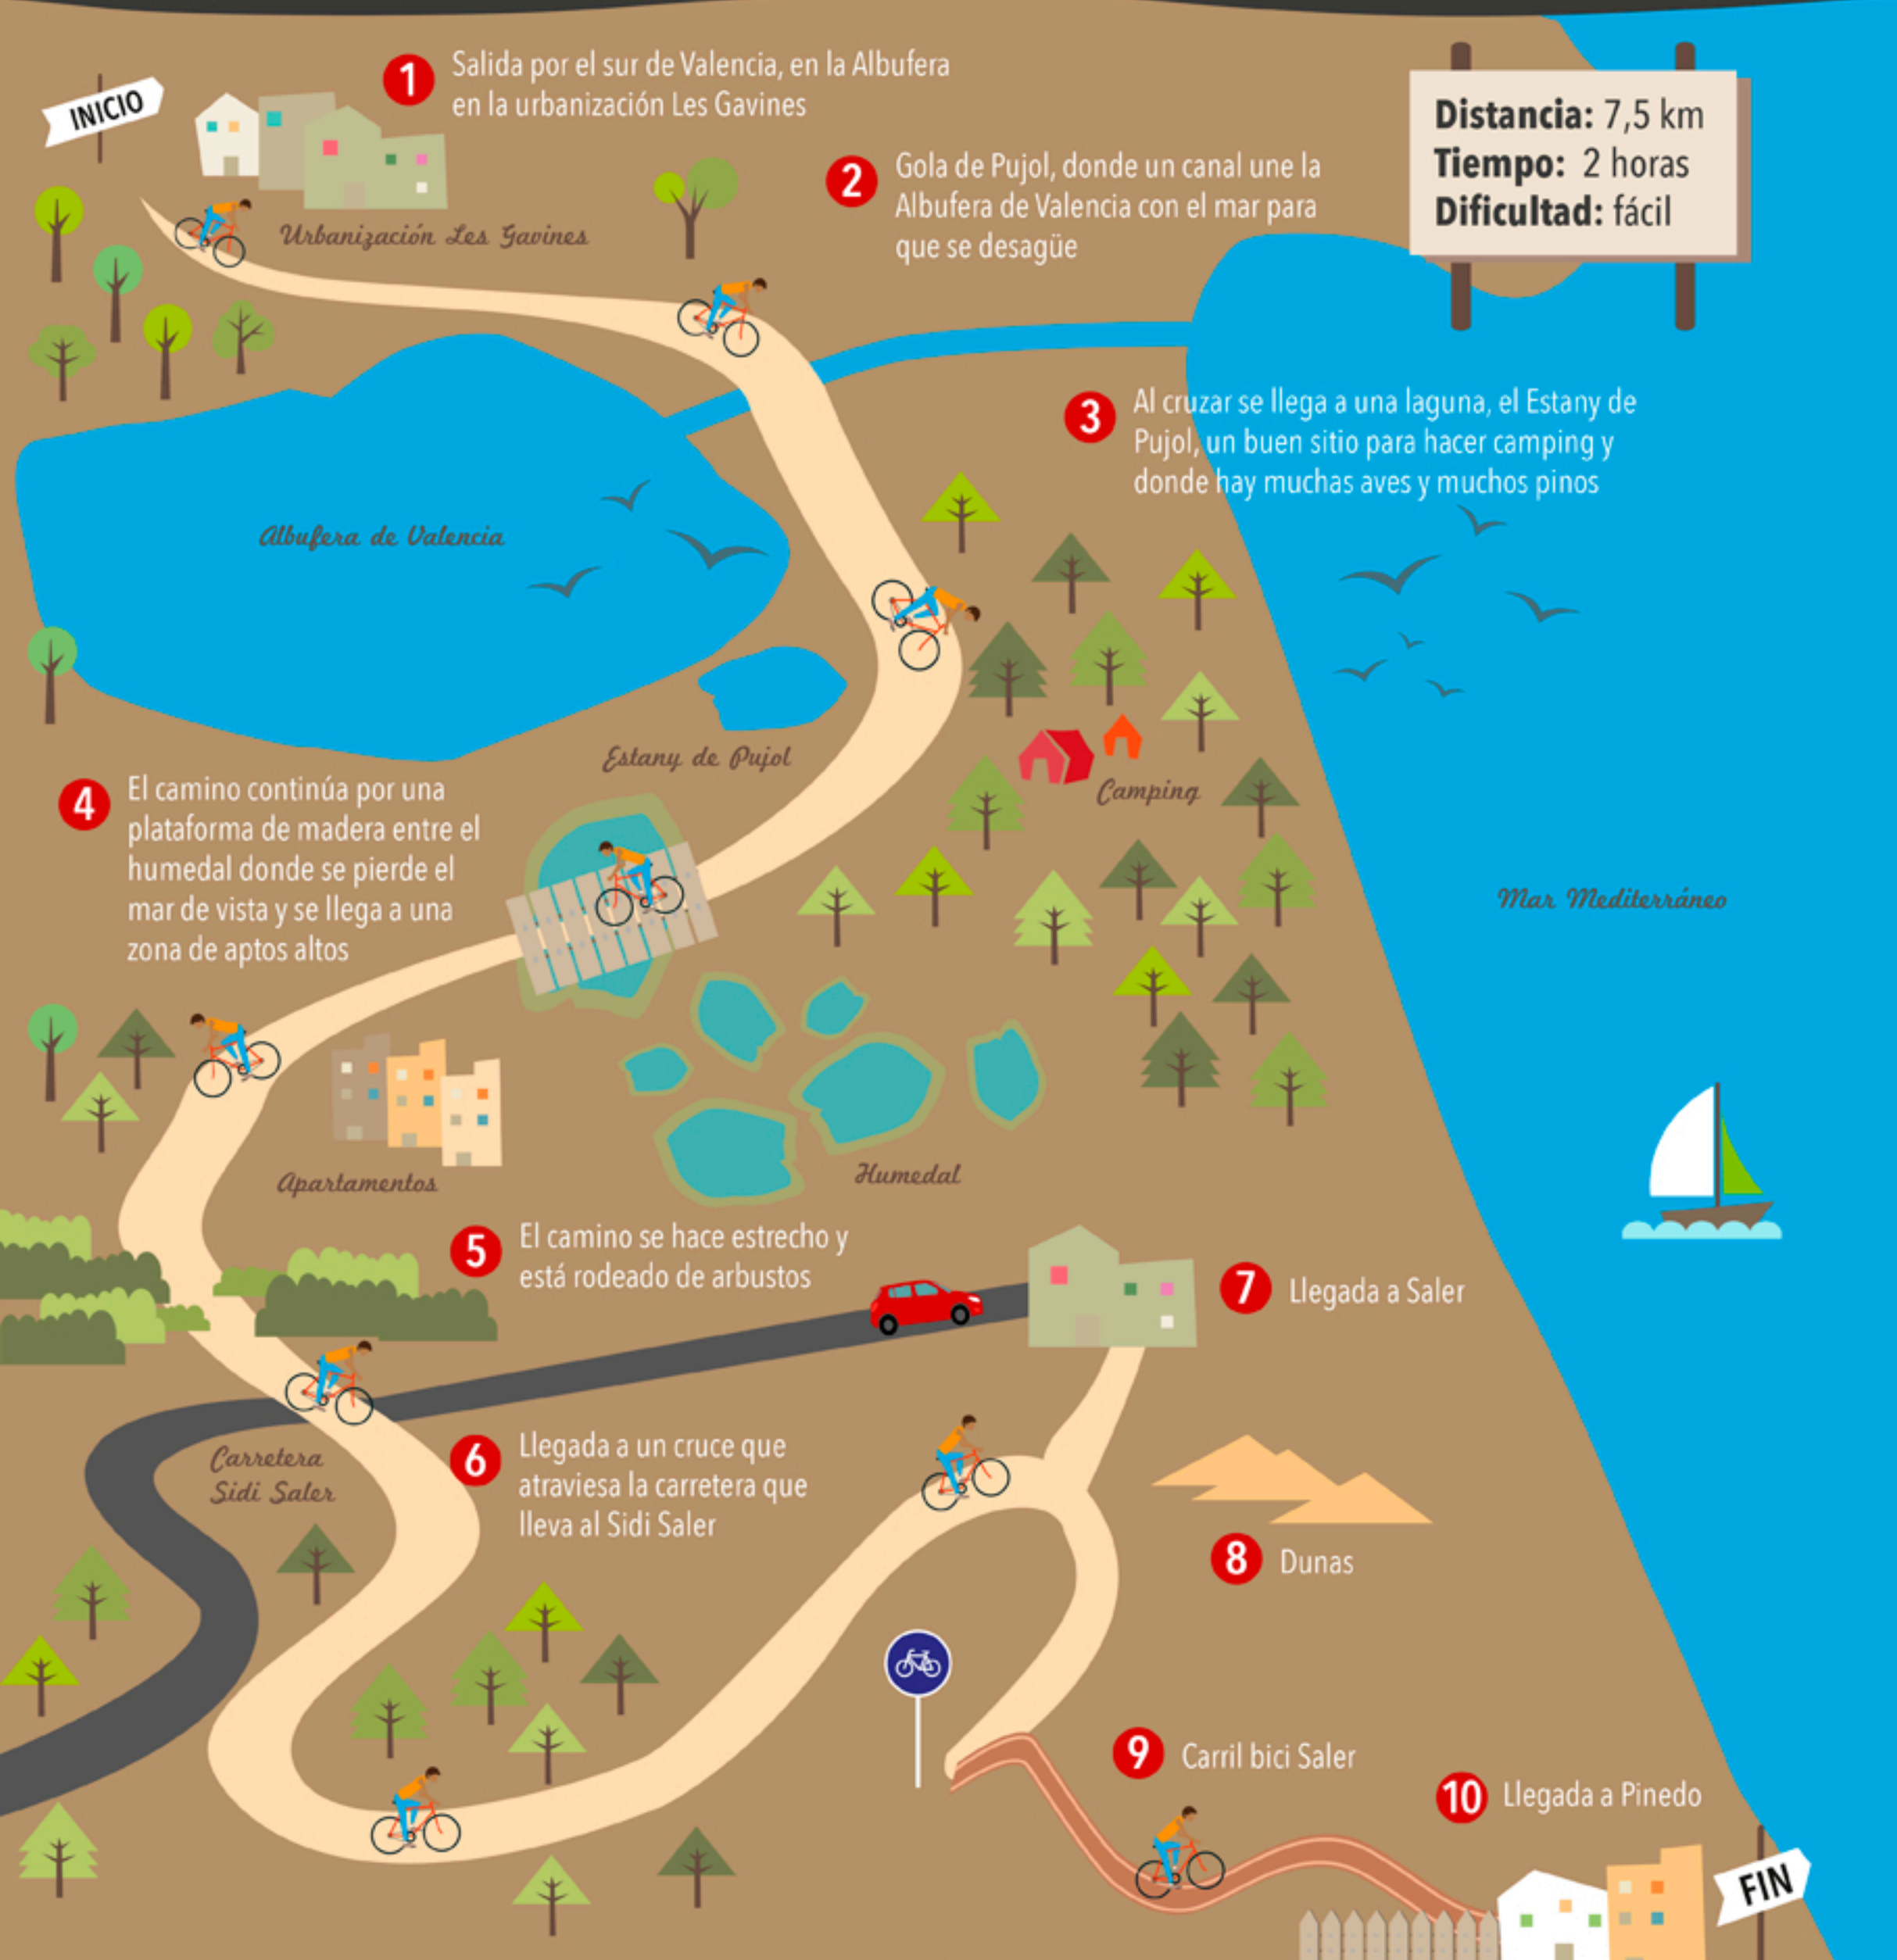 INICIO
1
Salida por el sur de Valencia, en la Albufera
en la urbanización Les Gavines
Urbanización Les Gavines
2
Gola de Pujol, donde un canal une la
Albufera de Valencia con el mar para
que se desagüe
Distancia: 7,5 km
Tiempo: 2 horas
Dificultad: fácil
3
Al cruzar se llega a una laguna, el Estany de
Pujol, un buen sitio para hacer camping y
donde hay muchas aves y muchos pinos
Albufera de Valencia
Estany de Pujol
Camping
4
El camino continúa por una
plataforma de madera entre el
humedal donde se pierde el
mar de vista y se llega a una
zona de aptos altos
Mar Mediterráneo
Apartamentos
Humedal
5
El camino se hace estrecho y
está rodeado de arbustos
7
Llegada a Saler
Carretera
Sidi Saler
6
Llegada a un cruce que
atraviesa la carretera que
lleva al Sidi Saler
8
Dunas
9
Carril bici Saler
10
Llegada a Pinedo
FIN